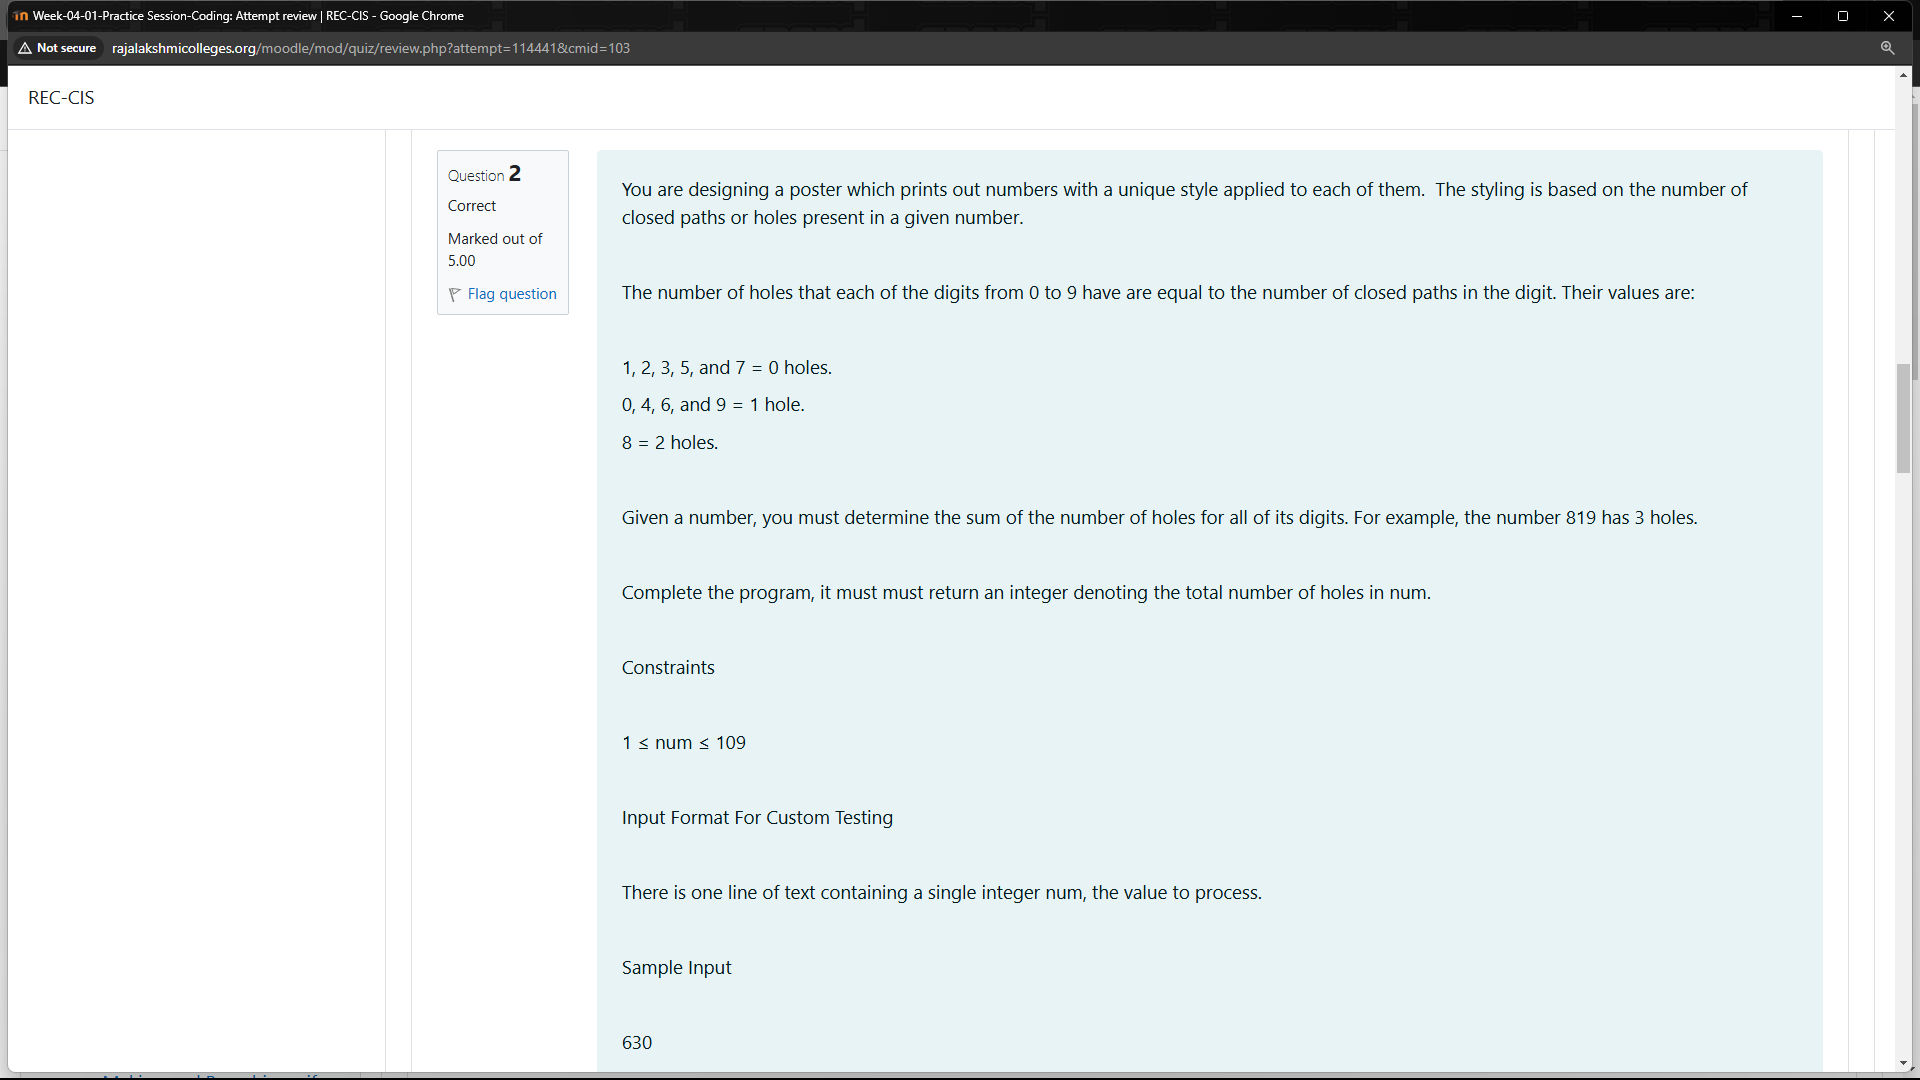 Week-04-01-Practice Session-Coding: Attempt review | REC-CIS - Google Chrome
Not secure rajalakshmicolleges.org/moodle/mod/quiz/review.php?attempt=114441&cmid=103
REC-CIS
Question 2
Correct
Marked out of
5.00
Flag question
You are designing a poster which prints out numbers with a unique style applied to each of them.  The styling is based on the number of
closed paths or holes present in a given number.
The number of holes that each of the digits from 0 to 9 have are equal to the number of closed paths in the digit. Their values are:
1, 2, 3, 5, and 7 = 0 holes.
0, 4, 6, and 9 = 1 hole.
8 = 2 holes.
Given a number, you must determine the sum of the number of holes for all of its digits. For example, the number 819 has 3 holes.
Complete the program, it must must return an integer denoting the total number of holes in num.
Constraints
1 ≤ num ≤ 109
Input Format For Custom Testing
There is one line of text containing a single integer num, the value to process.
Sample Input
630